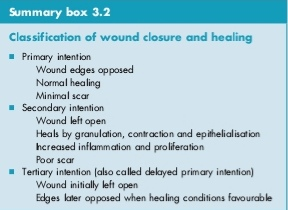 Summary box 3.2
Classification of wound closure and healing
■ Primary intention
Wound edges opposed
Normal healing
Minimal scar
■ Secondary intention
Wound left open
Heals by granulation, contraction and epithelialisation
Increased inflammation and proliferation
Poor scar
■ Tertiary intention (also called delayed primary intention)
Wound initially left open
Edges later opposed when healing conditions favourable